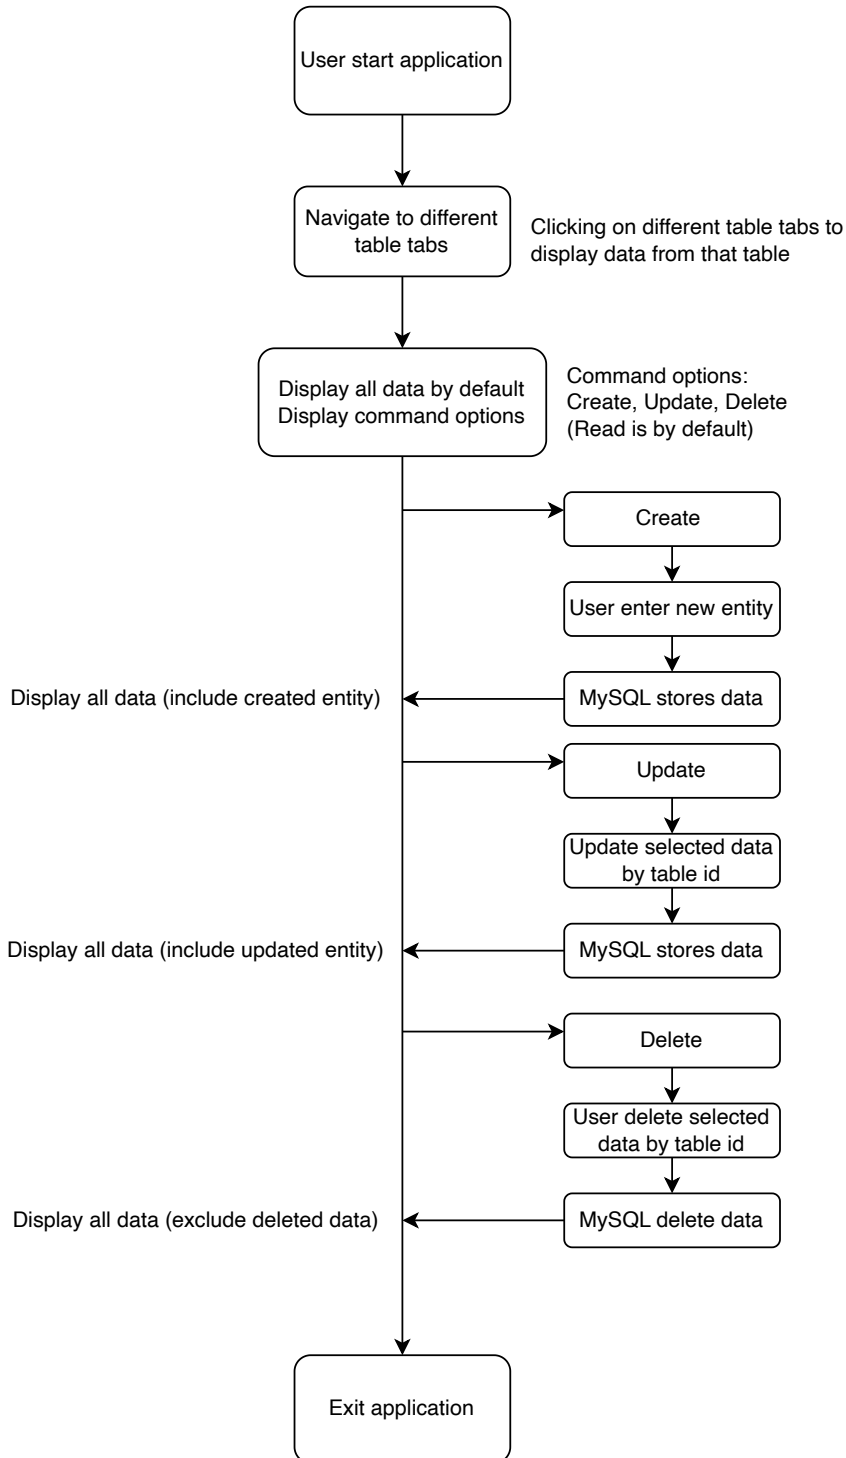 User start application
Navigate to different
table tabs
Clicking on different table tabs to
display data from that table
Display all data by default
Display command options
Command options:
Create, Update, Delete
(Read is by default)
Create
User enter new entity
Display all data (include created entity)
MySQL stores data
Update
Update selected data
by table id
Display all data (include updated entity)
MySQL stores data
Delete
User delete selected
data by table id
Display all data (exclude deleted data)
MySQL delete data
Exit application